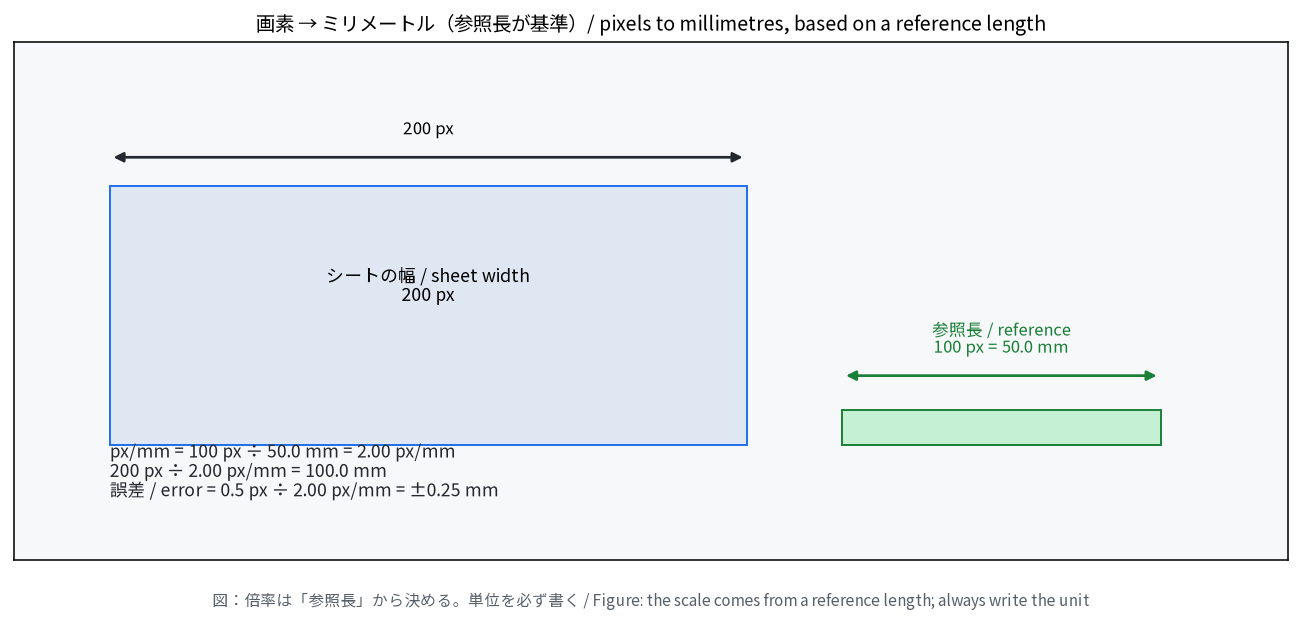 画素 → ミリメートル（参照長が基準）/ pixels to millimetres, based on a reference length
200 px
シートの幅 / sheet width
200 px
参照長 / reference
100 px = 50.0 mm
px/mm = 100 px ÷ 50.0 mm = 2.00 px/mm
200 px ÷ 2.00 px/mm = 100.0 mm
誤差 / error = 0.5 px ÷ 2.00 px/mm = ±0.25 mm
図：倍率は「参照長」から決める。単位を必ず書く / Figure: the scale comes from a reference length; always write the unit